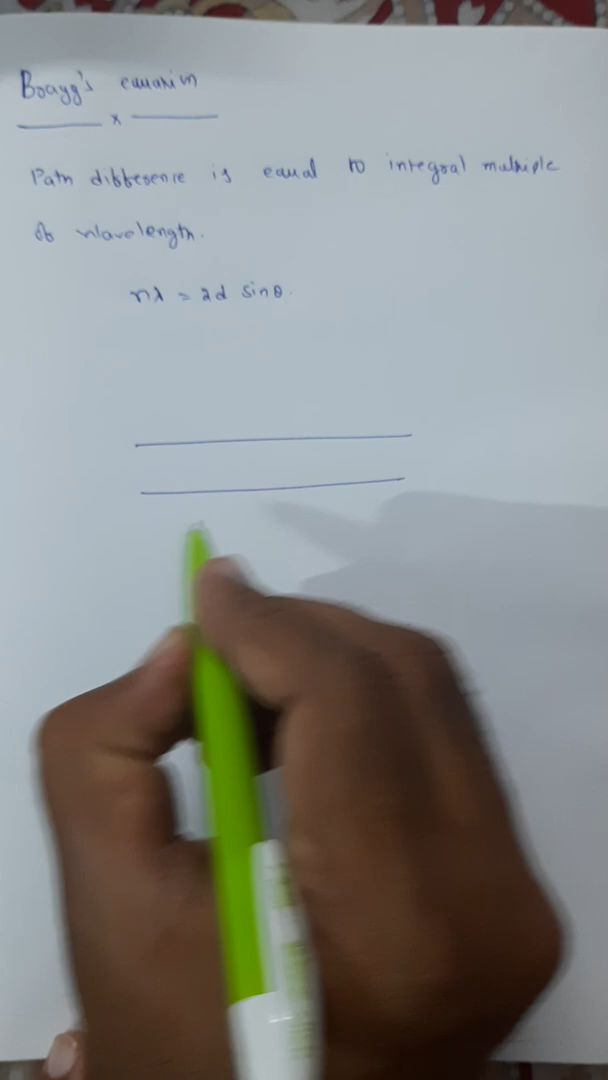 Bragg's equation
x
Path difference is equal to integral multiple
of wavelength.
nλ = 2d sinθ.